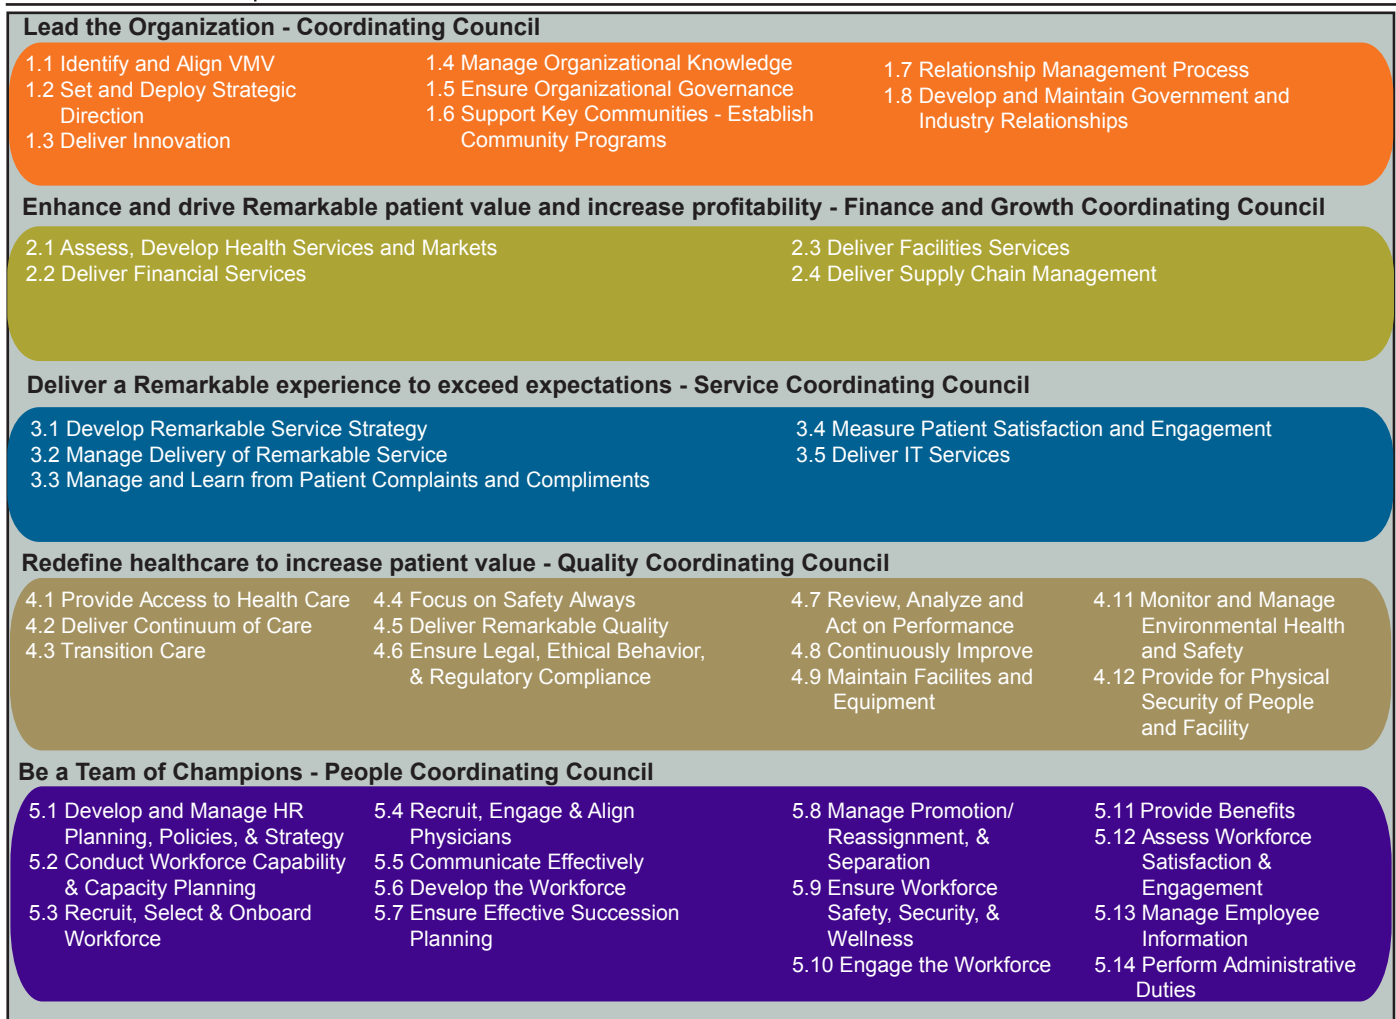 Lead the Organization - Coordinating Council
1.1 Identify and Align VMV
1.2 Set and Deploy Strategic
Direction
1.3 Deliver Innovation
1.4 Manage Organizational Knowledge
1.5 Ensure Organizational Governance
1.6 Support Key Communities - Establish
Community Programs
1.7 Relationship Management Process
1.8 Develop and Maintain Government and
Industry Relationships
Enhance and drive Remarkable patient value and increase profitability - Finance and Growth Coordinating Council
2.1 Assess, Develop Health Services and Markets
2.2 Deliver Financial Services
2.3 Deliver Facilities Services
2.4 Deliver Supply Chain Management
Deliver a Remarkable experience to exceed expectations - Service Coordinating Council
3.1 Develop Remarkable Service Strategy
3.2 Manage Delivery of Remarkable Service
3.3 Manage and Learn from Patient Complaints and Compliments
3.4 Measure Patient Satisfaction and Engagement
3.5 Deliver IT Services
Redefine healthcare to increase patient value - Quality Coordinating Council
4.1 Provide Access to Health Care
4.2 Deliver Continuum of Care
4.3 Transition Care
4.4 Focus on Safety Always
4.5 Deliver Remarkable Quality
4.6 Ensure Legal, Ethical Behavior,
& Regulatory Compliance
4.7 Review, Analyze and
Act on Performance
4.8 Continuously Improve
4.9 Maintain Facilites and
Equipment
4.11 Monitor and Manage
Environmental Health
and Safety
4.12 Provide for Physical
Security of People
and Facility
Be a Team of Champions - People Coordinating Council
5.1 Develop and Manage HR
Planning, Policies, & Strategy
5.2 Conduct Workforce Capability
& Capacity Planning
5.3 Recruit, Select & Onboard
Workforce
5.4 Recruit, Engage & Align
Physicians
5.5 Communicate Effectively
5.6 Develop the Workforce
5.7 Ensure Effective Succession
Planning
5.8 Manage Promotion/
Reassignment, &
Separation
5.9 Ensure Workforce
Safety, Security, &
Wellness
5.10 Engage the Workforce
5.11 Provide Benefits
5.12 Assess Workforce
Satisfaction &
Engagement
5.13 Manage Employee
Information
5.14 Perform Administrative
Duties